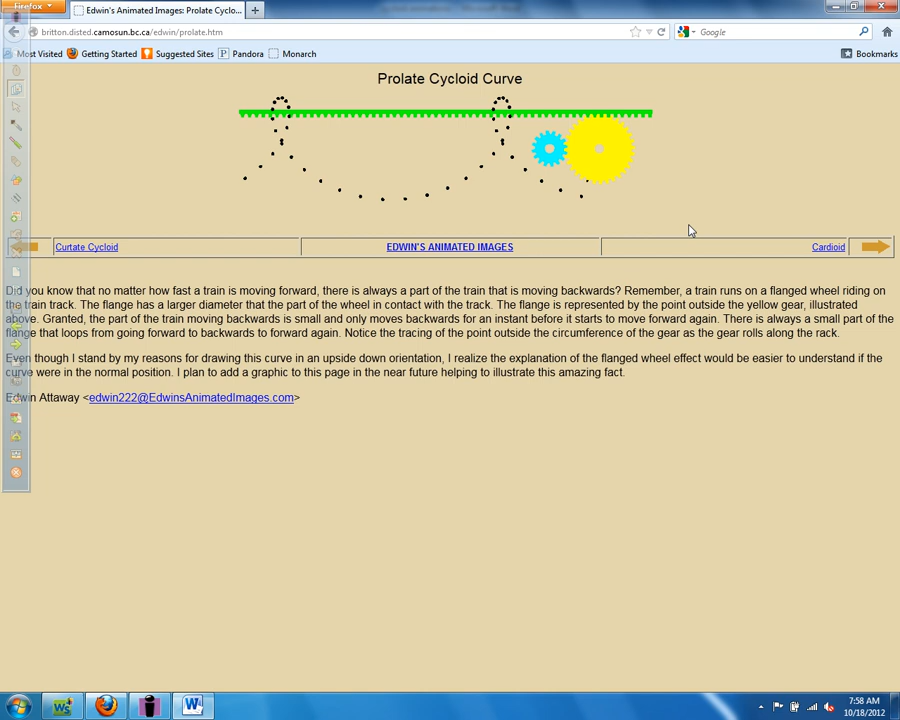 Firefox
Edwin's Animated Images: Prolate Cyclo...
britton.disted.camosun.bc.ca/edwin/prolate.htm
Google
Most Visited
Getting Started
Suggested Sites
Pandora
Monarch
Bookmarks
Prolate Cycloid Curve
Curtate Cycloid
EDWIN'S ANIMATED IMAGES
Cardioid
Did you know that no matter how fast a train is moving forward, there is always a part of the train that is moving backwards? Remember, a train runs on a flanged wheel riding on
the train track. The flange has a larger diameter that the part of the wheel in contact with the track. The flange is represented by the point outside the yellow gear, illustrated
above. Granted, the part of the train moving backwards is small and only moves backwards for an instant before it starts to move forward again. There is always a small part of the
flange that loops from going forward to backwards to forward again. Notice the tracing of the point outside the circumference of the gear as the gear rolls along the rack.
Even though I stand by my reasons for drawing this curve in an upside down orientation, I realize the explanation of the flanged wheel effect would be easier to understand if the
curve were in the normal position. I plan to add a graphic to this page in the near future helping to illustrate this amazing fact.
Edwin Attaway <edwin222@EdwinsAnimatedImages.com>
7:58 AM
10/18/2012